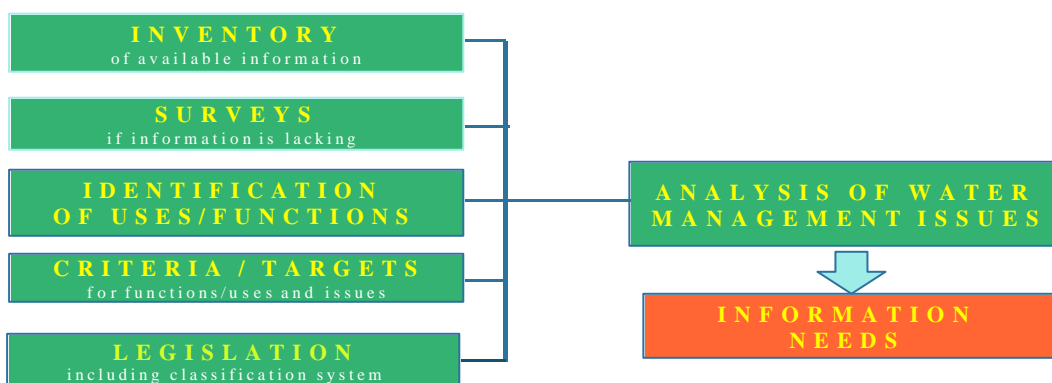 INVENTORY
of available information
SURVEYS
if information is lacking
IDENTIFICATION
OF USES/FUNCTIONS
CRITERIA / TARGETS
for functions/uses and issues
LEGISLATION
including classification system
ANALYSIS OF WATER
MANAGEMENT ISSUES
INFORMATION
NEEDS